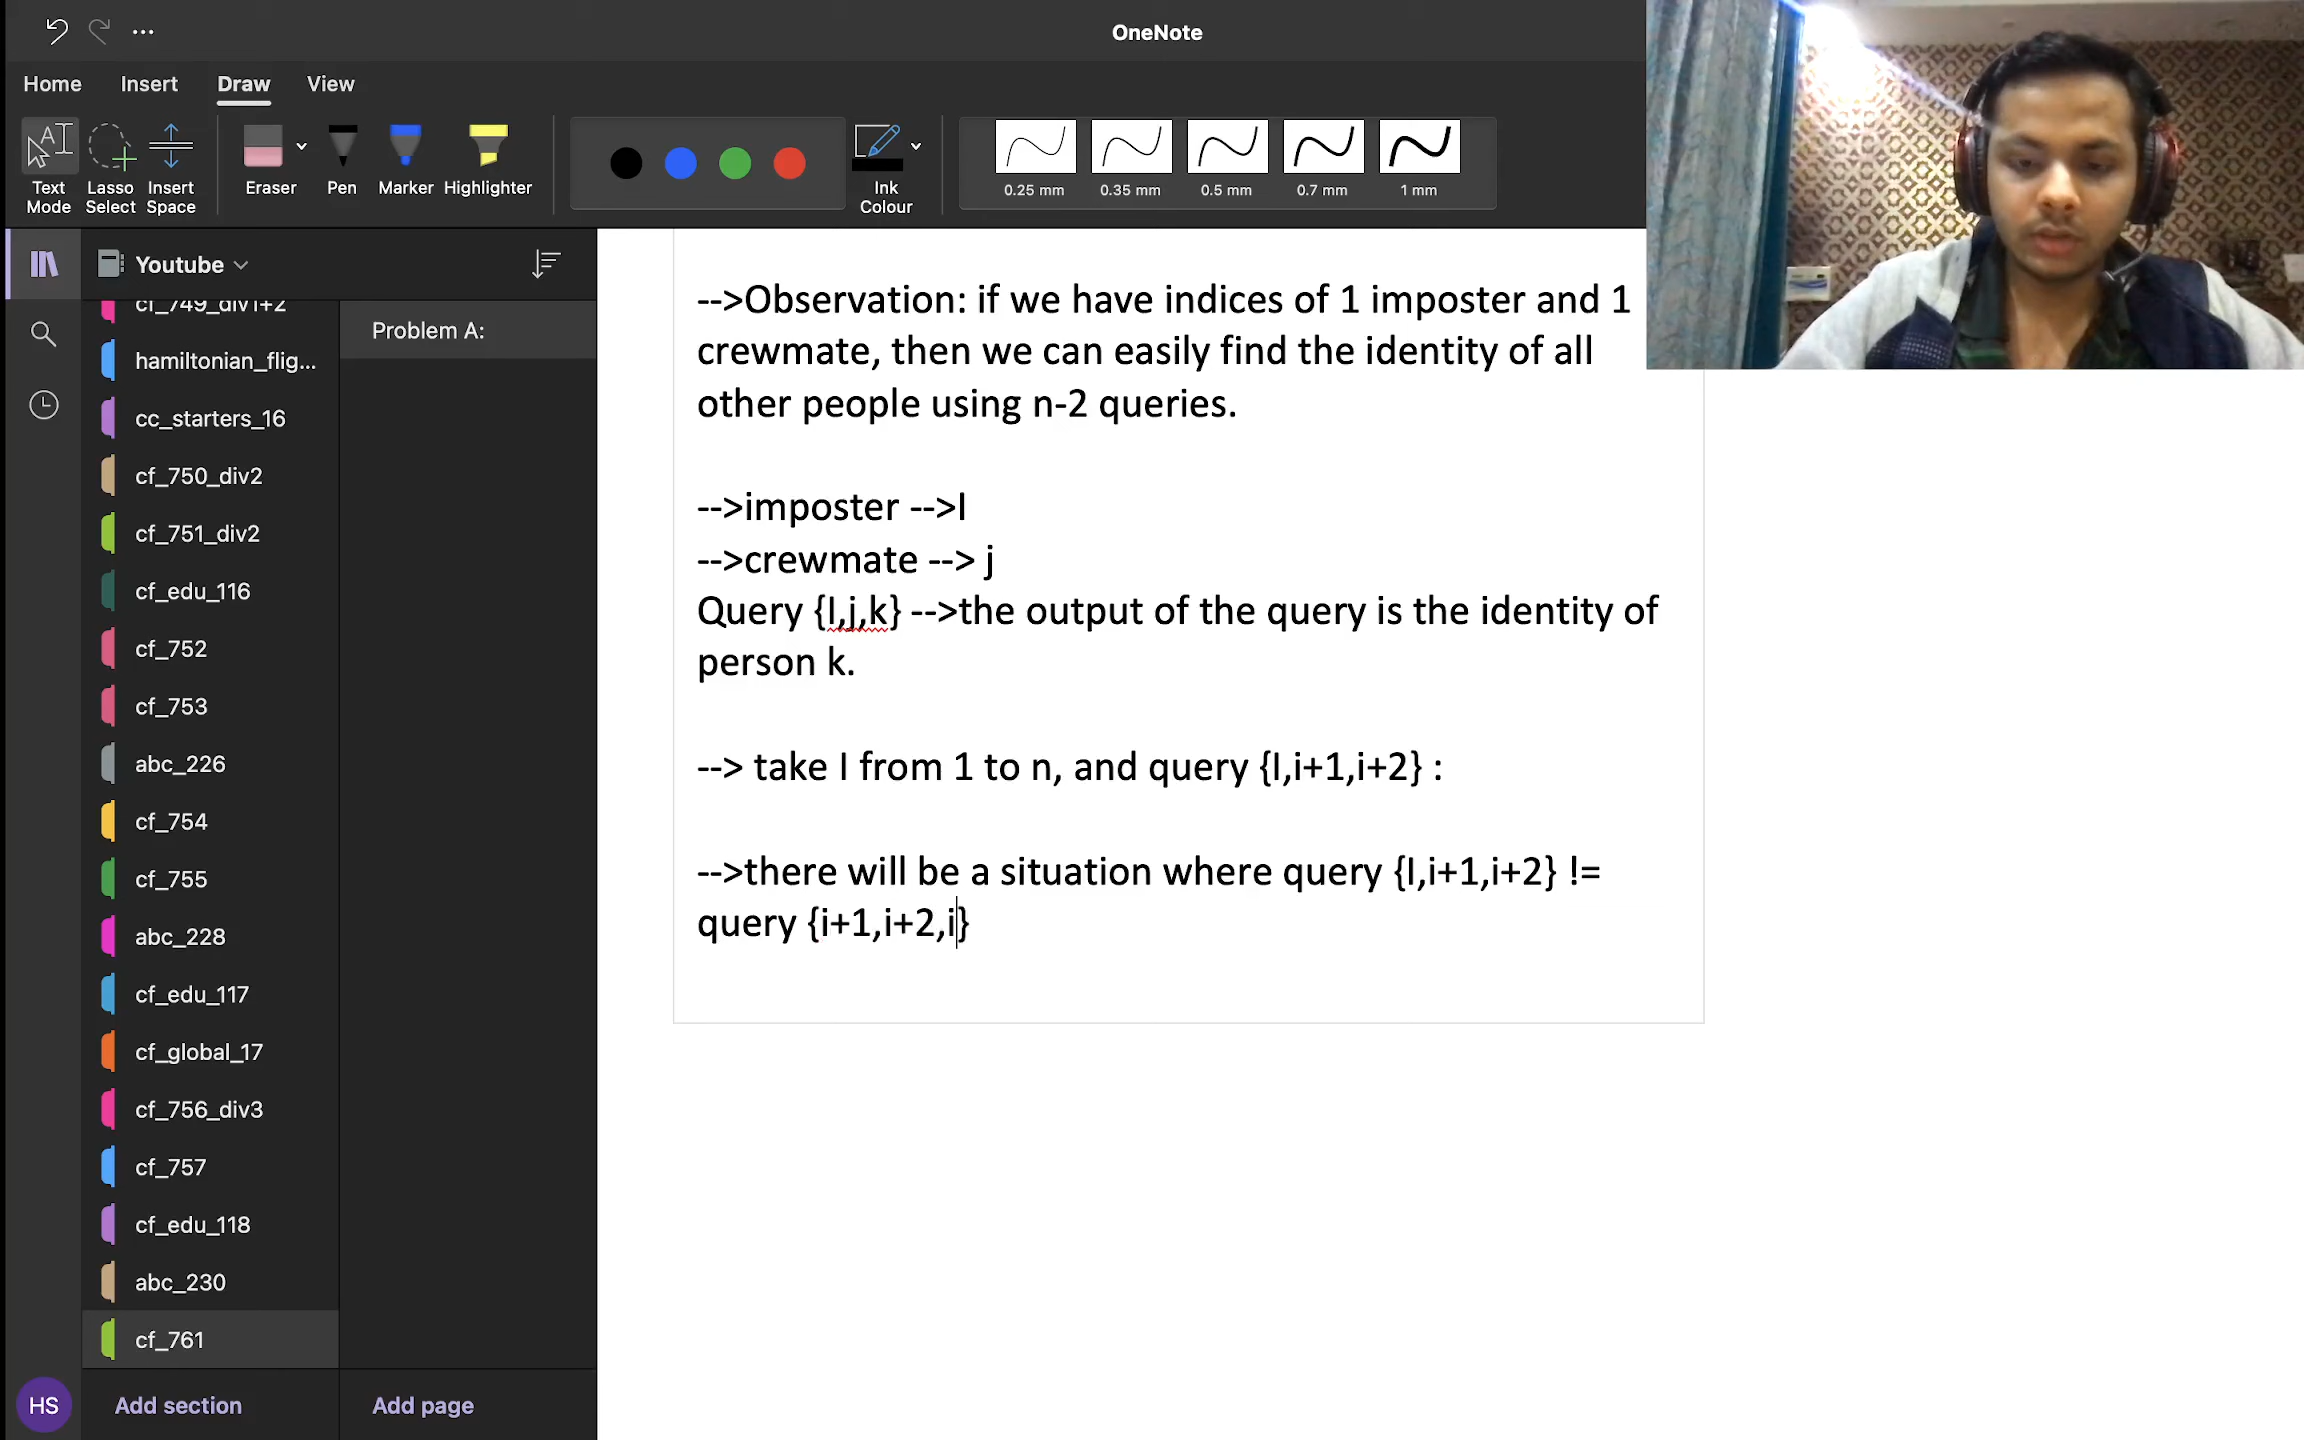 OneNote
Home Insert Draw View
Text Mode
Lasso Select
Insert Space
Eraser
Pen
Marker
Highlighter
Ink Colour
0.25 mm
0.35 mm
0.5 mm
0.7 mm
1 mm
Youtube
cf_749_div1+2
hamiltonian_flig...
cc_starters_16
cf_750_div2
cf_751_div2
cf_edu_116
cf_752
cf_753
abc_226
cf_754
cf_755
abc_228
cf_edu_117
cf_global_17
cf_756_div3
cf_757
cf_edu_118
abc_230
cf_761
HS
Add section
Problem A:
Add page
-->Observation: if we have indices of 1 imposter and 1
crewmate, then we can easily find the identity of all
other people using n-2 queries.
-->imposter -->I
-->crewmate --> j
Query {I,j,k} -->the output of the query is the identity of
person k.
--> take I from 1 to n, and query {I,i+1,i+2} :
-->there will be a situation where query {I,i+1,i+2} !=
query {i+1,i+2,i}